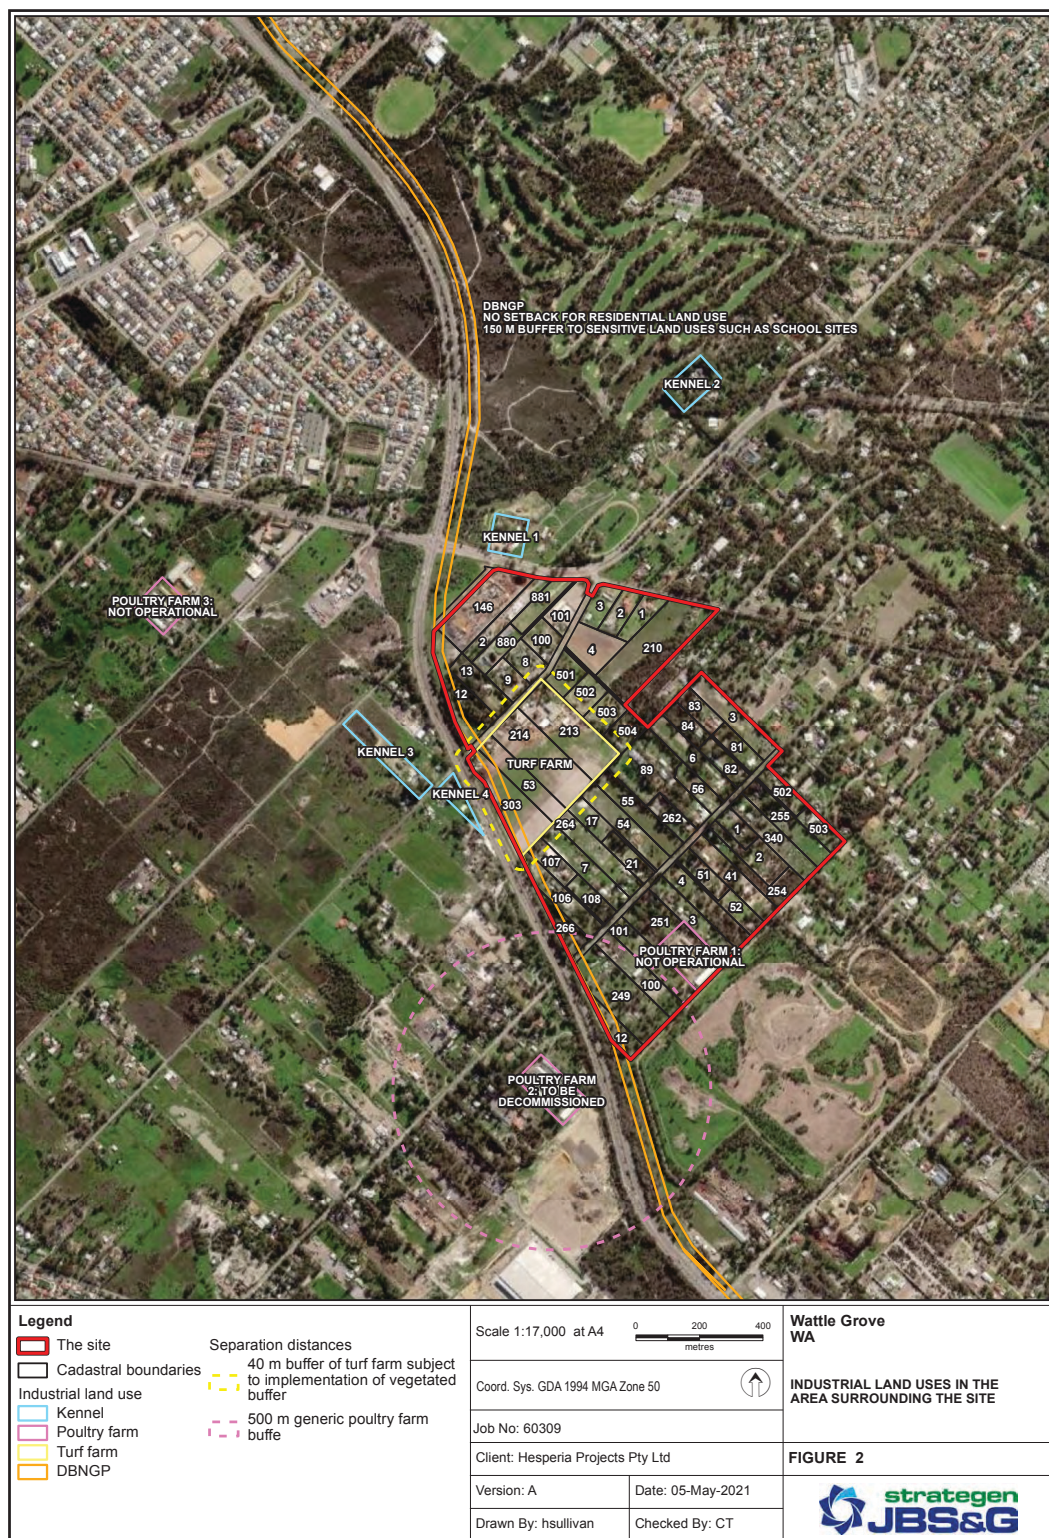 DBNGP
NO SETBACK FOR RESIDENTIAL LAND USE
150 M BUFFER TO SENSITIVE LAND USES SUCH AS SCHOOL SITES
KENNEL 2
KENNEL 1
POULTRY FARM 3:
NOT OPERATIONAL
146
881
101
3
2
1
2
880
100
4
210
13
8
9
501
12
502
503
504
83
3
84
214
213
81
6
82
KENNEL 3
TURF FARM
89
KENNEL 4
53
56
502
303
55
255
503
264
17
54
262
1
340
107
7
21
2
4
51
41
254
106
108
52
266
101
251
3
POULTRY FARM 1:
NOT OPERATIONAL
100
249
12
POULTRY FARM
2: TO BE
DECOMMISSIONED
Legend
The site
Cadastral boundaries
Industrial land use
Kennel
Poultry farm
Turf farm
DBNGP
Separation distances
40 m buffer of turf farm subject
to implementation of vegetated
buffer
500 m generic poultry farm
buffe
Scale 1:17,000 at A4
0 200 400
metres
Coord. Sys. GDA 1994 MGA Zone 50
Job No: 60309
Client: Hesperia Projects Pty Ltd
Version: A
Date: 05-May-2021
Drawn By: hsullivan
Checked By: CT
Wattle Grove
WA
INDUSTRIAL LAND USES IN THE
AREA SURROUNDING THE SITE
FIGURE 2
strategen
JBS&G